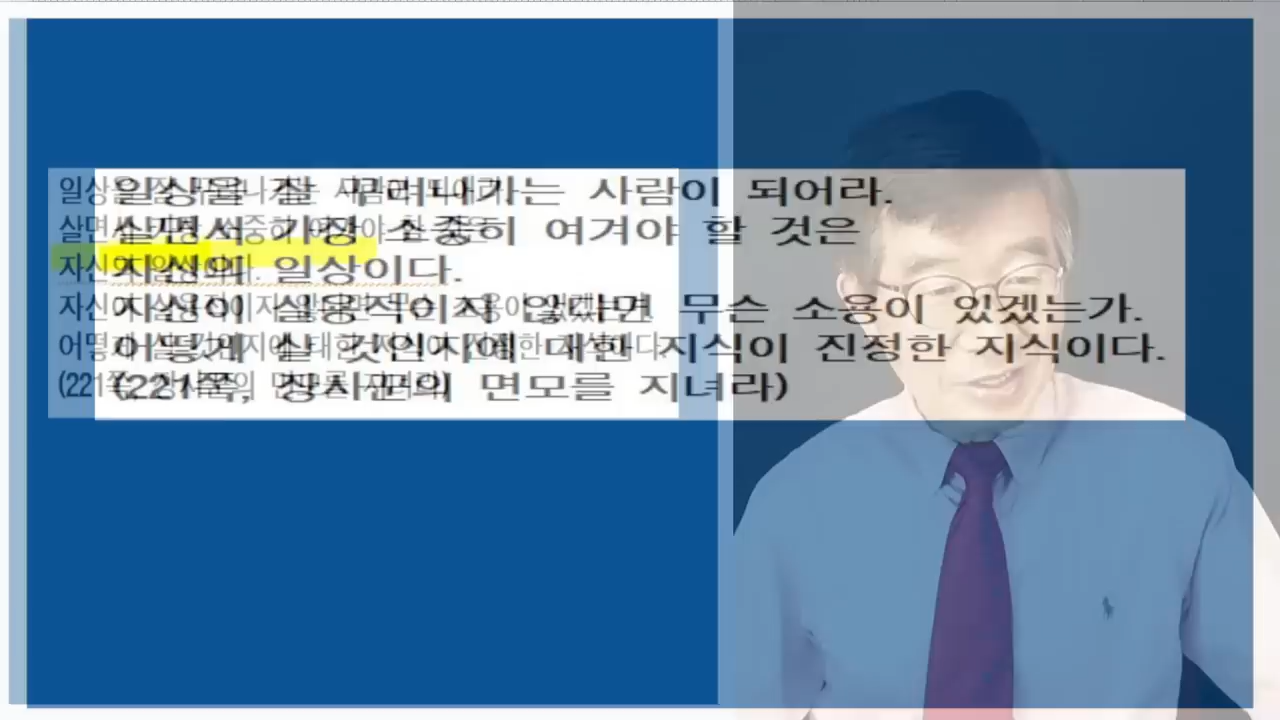 일상을 잘 꾸려나가는 사람이 되어라.
살면서 가장 소중히 여겨야 할 것은
자신의 일상이다.
자신이 실용적이지 않다면 무슨 소용이 있겠는가.
어떻게 살 것인지에 대한 지식이 진정한 지식이다.
(221쪽, 장사꾼의 면모를 지녀라)